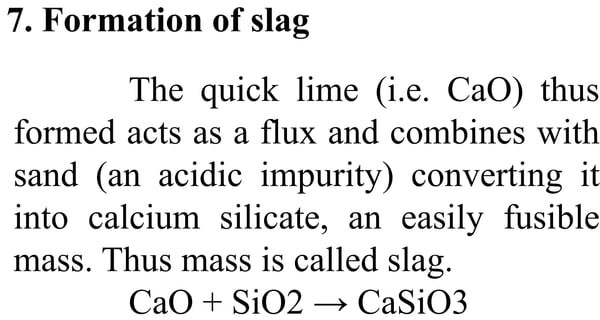 7. Formation of slag
The quick lime (i.e. CaO) thus
formed acts as a flux and combines with
sand (an acidic impurity) converting it
into calcium silicate, an easily fusible
mass. Thus mass is called slag.
CaO + SiO2 → CaSiO3